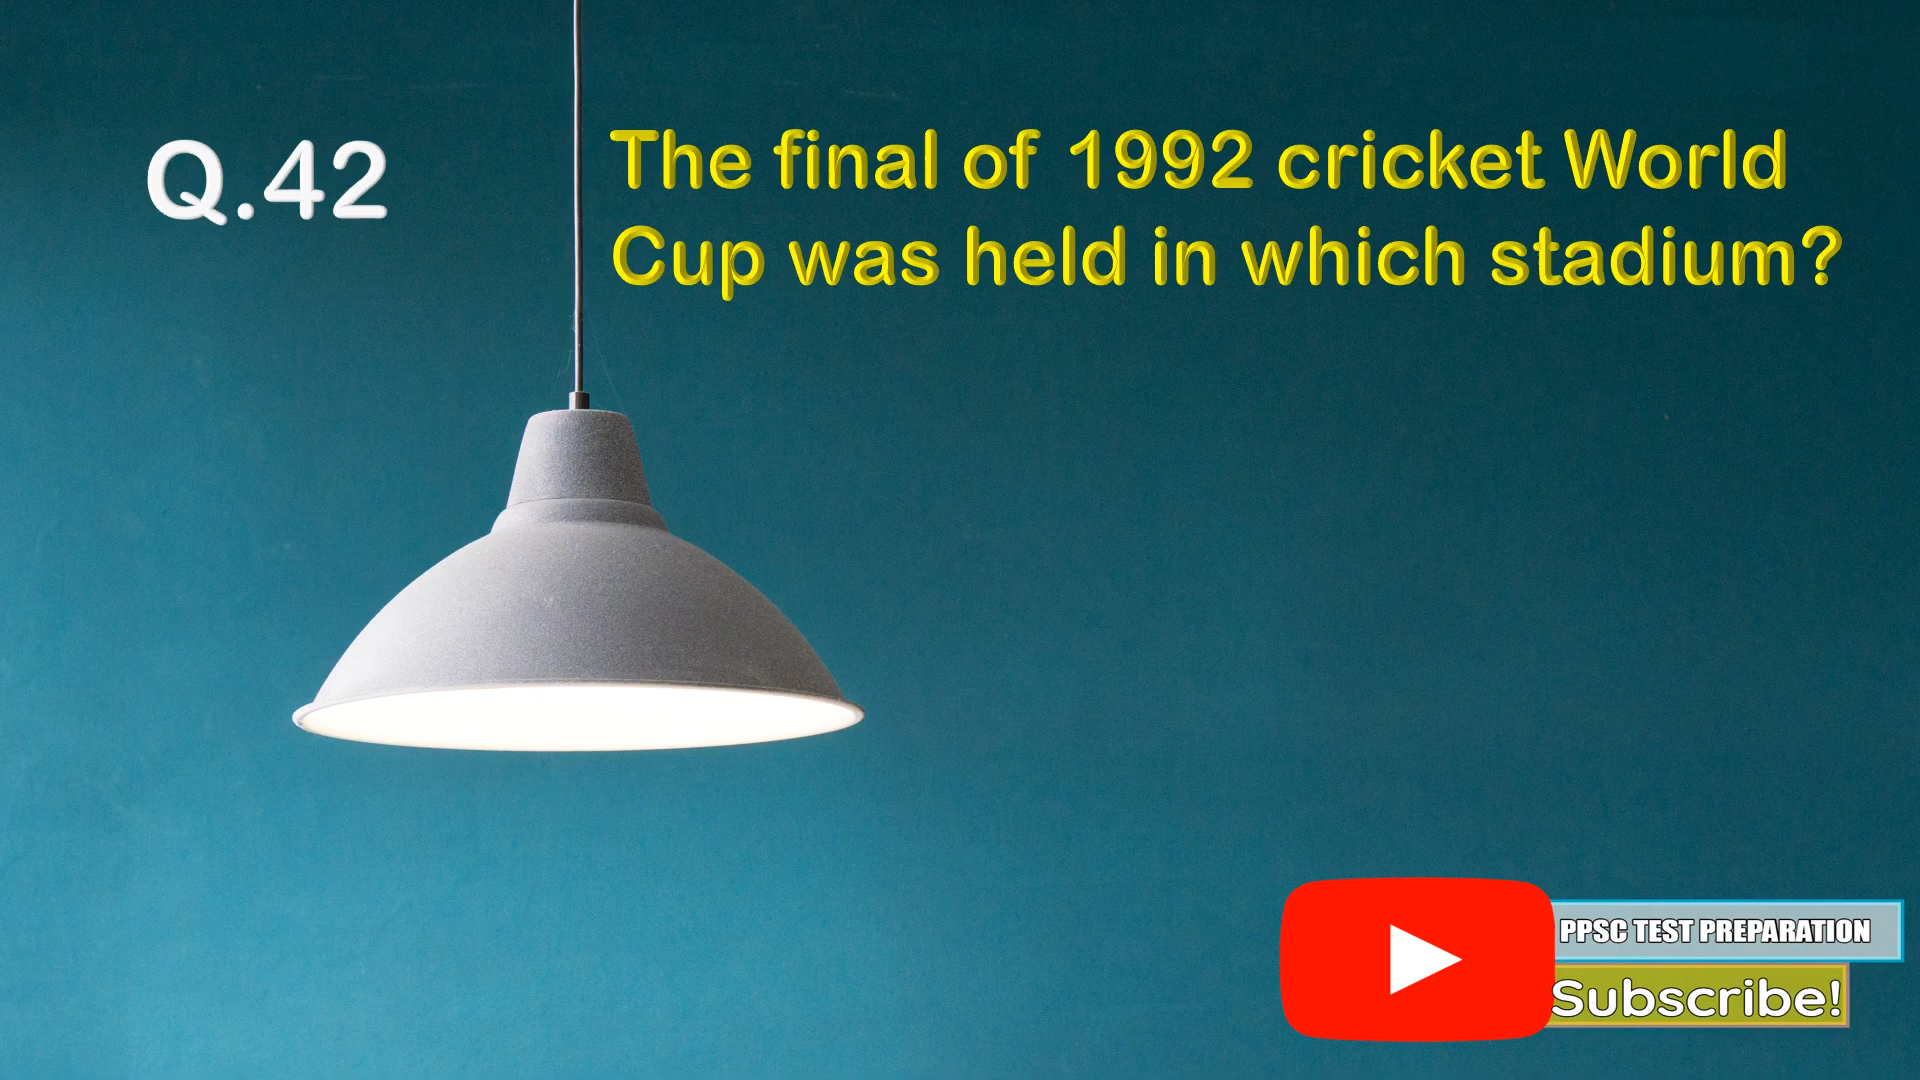 Q.42
The final of 1992 cricket World
Cup was held in which stadium?
PPSC TEST PREPARATION
Subscribe!